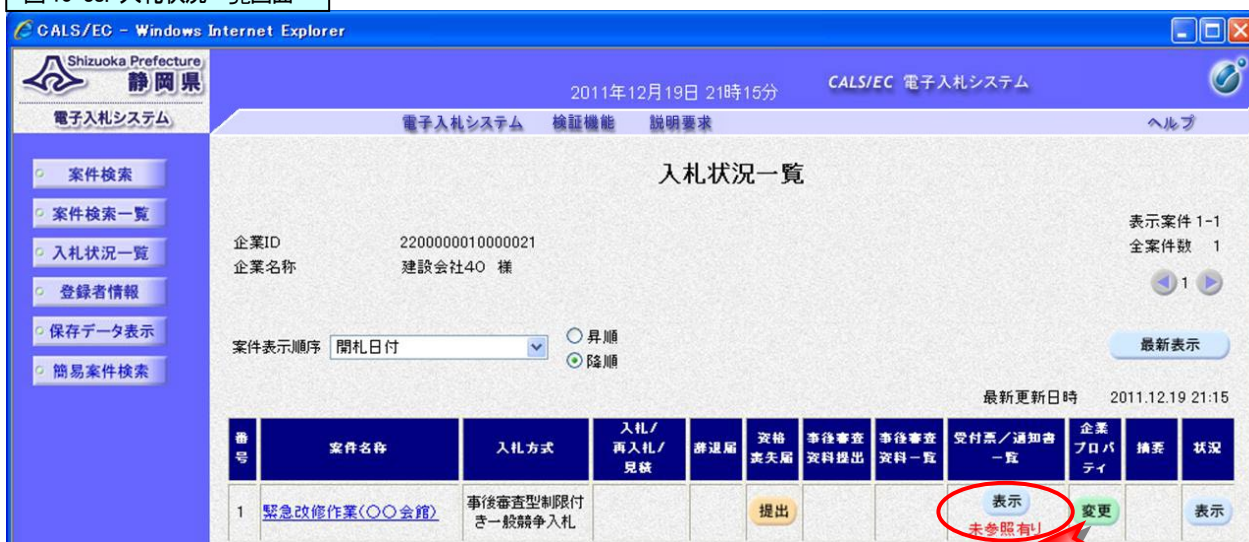 CALS/EC - Windows Internet Explorer
Shizuoka Prefecture
静岡県
電子入札システム
2011年12月19日 21時15分
CALS/EC 電子入札システム
電子入札システム 検証機能 説明要求
ヘルプ
案件検索
案件検索一覧
入札状況一覧
登録者情報
保存データ表示
簡易案件検索
入札状況一覧
表示案件 1-1
全案件数 1
1
企業ID 2200000010000021
企業名称 建設会社40 様
案件表示順序 開札日付
昇順
降順
最新表示
最新更新日時 2011.12.19 21:15
番号 案件名称 入札方式 入札/再入札/見積 辞退届 資格喪失届 事後審査資料提出 事後審査資料一覧 受付票/通知書一覧 企業プロパティ 摘要 状況
1 緊急改修作業(〇〇会館) 事後審査型制限付き一般競争入札 提出 表示 変更 表示
未参照有り